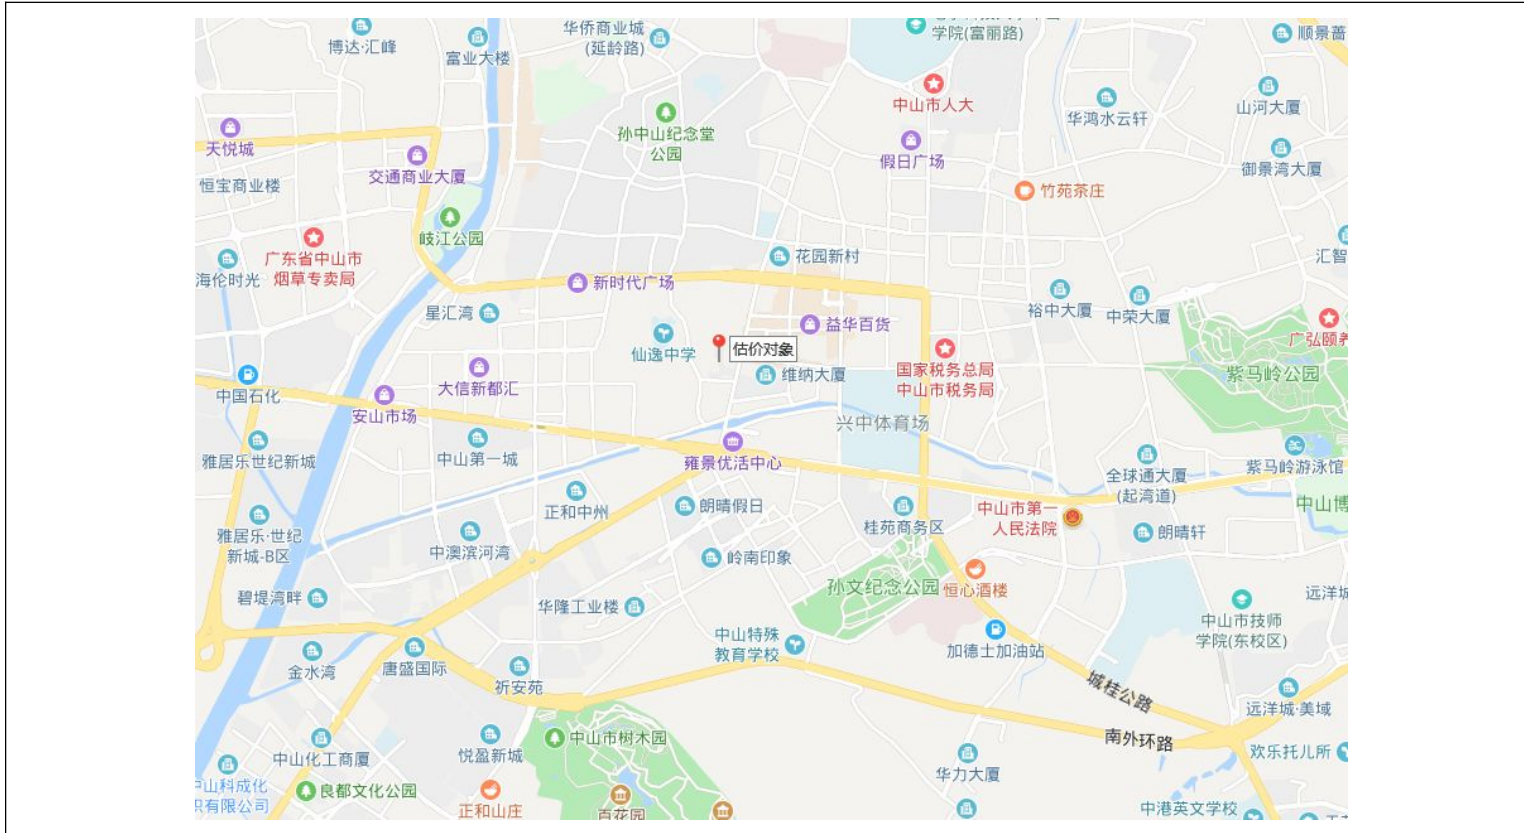 华侨商业城
(延龄路)
学院(富丽路)
顺景蔷
博达·汇峰
富业大楼
中山市人大
华鸿水云轩
山河大厦
孙中山纪念堂
公园
天悦城
交通商业大厦
假日广场
御景湾大厦
恒宝商业楼
竹苑茶庄
岐江公园
广东省中山市
烟草专卖局
海伦时光
花园新村
汇智
新时代广场
星汇湾
裕中大厦
中荣大厦
益华百货
仙逸中学
估价对象
广弘颐养
国家税务总局
中山市税务局
维纳大厦
紫马岭公园
大信新都汇
中国石化
安山市场
兴中体育场
雅居乐世纪新城
中山第一城
雍景优活中心
全球通大厦
(起湾道)
紫马岭游泳馆
正和中州
朗晴假日
桂苑商务区
中山市第一
人民法院
中山博
朗晴轩
雅居乐·世纪
新城-B区
中澳滨河湾
岭南印象
孙文纪念公园
恒心酒楼
碧堤湾畔
华隆工业楼
远洋城
中山市技师
学院(东校区)
中山特殊
教育学校
加德士加油站
金水湾
唐盛国际
祈安苑
城桂公路
远洋城·美域
南外环路
中山化工商厦
悦盈新城
中山市树木园
欢乐托儿所
华力大厦
中山科成化
织有限公司
良都文化公园
正和山庄
百花园
中港英文学校